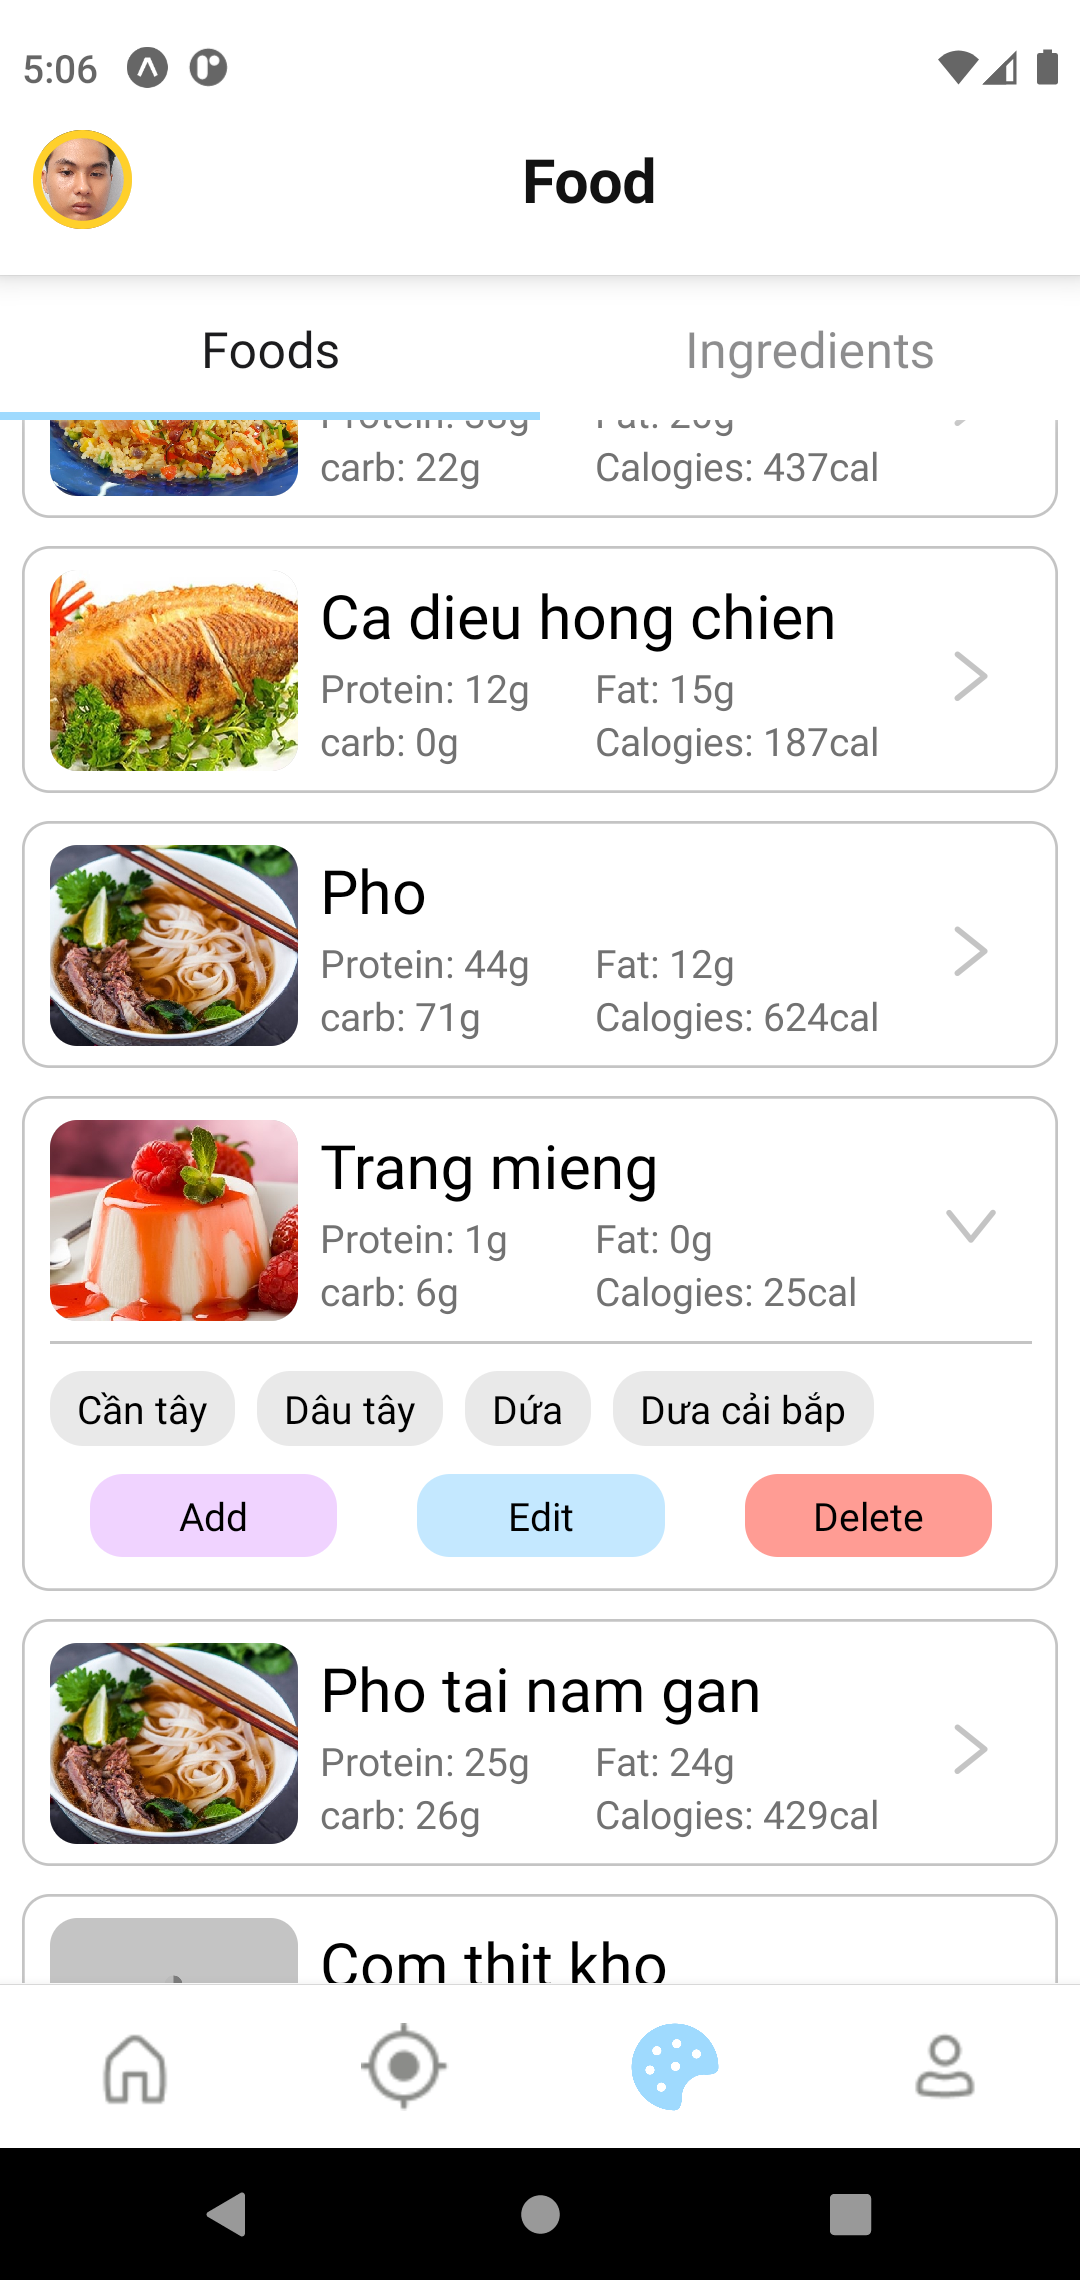 5:06
Food
Foods Ingredients
carb: 22g Calogies: 437cal
Ca dieu hong chien
Protein: 12g Fat: 15g
carb: 0g Calogies: 187cal
Pho
Protein: 44g Fat: 12g
carb: 71g Calogies: 624cal
Trang mieng
Protein: 1g Fat: 0g
carb: 6g Calogies: 25cal
Cần tây Dâu tây Dứa Dưa cải bắp
Add Edit Delete
Pho tai nam gan
Protein: 25g Fat: 24g
carb: 26g Calogies: 429cal
Com thit kho